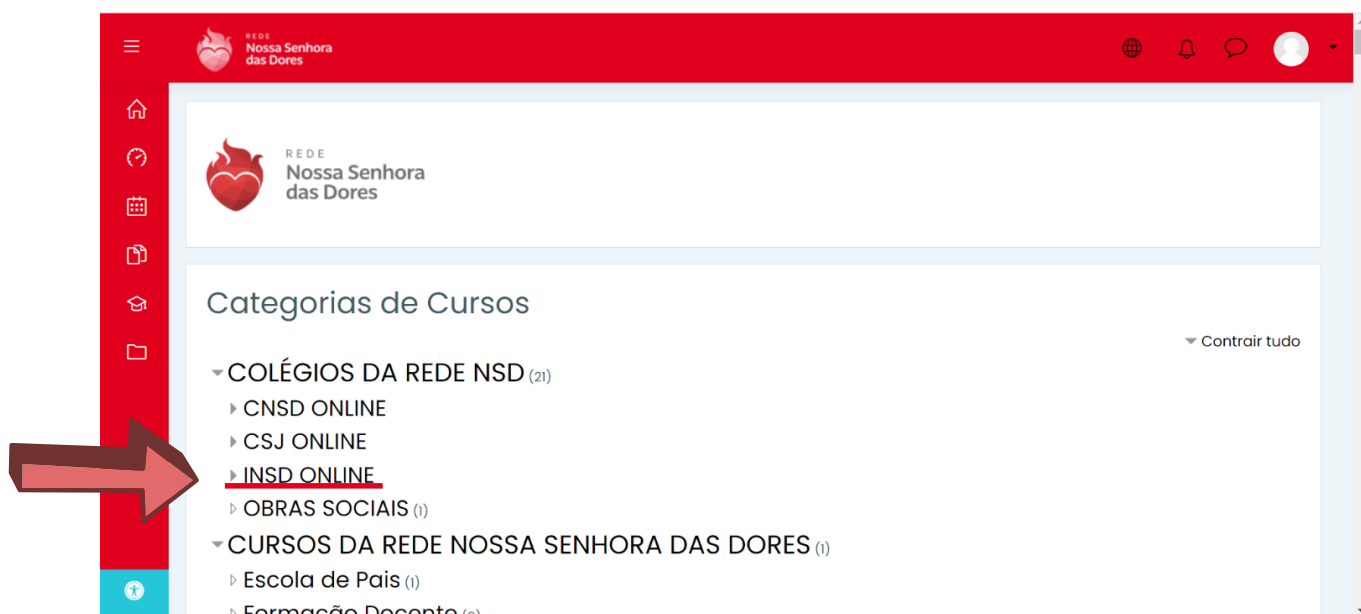 REDE
Nossa Senhora
das Dores
REDE
Nossa Senhora
das Dores
Categorias de Cursos
Contrair tudo
COLÉGIOS DA REDE NSD (21)
CNSD ONLINE
CSJ ONLINE
INSD ONLINE
OBRAS SOCIAIS (1)
CURSOS DA REDE NOSSA SENHORA DAS DORES (1)
Escola de Pais (1)
Formação Docente